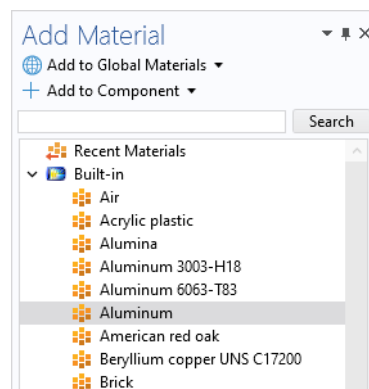 Add Material
Add to Global Materials
Add to Component
Search
Recent Materials
Built-in
Air
Acrylic plastic
Alumina
Aluminum 3003-H18
Aluminum 6063-T83
Aluminum
American red oak
Beryllium copper UNS C17200
Brick